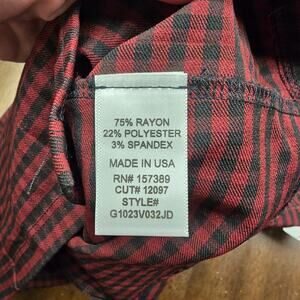 75% RAYON
22% POLYESTER
3% SPANDEX
MADE IN USA
RN# 157389
CUT# 12097
STYLE#
G1023V032JD